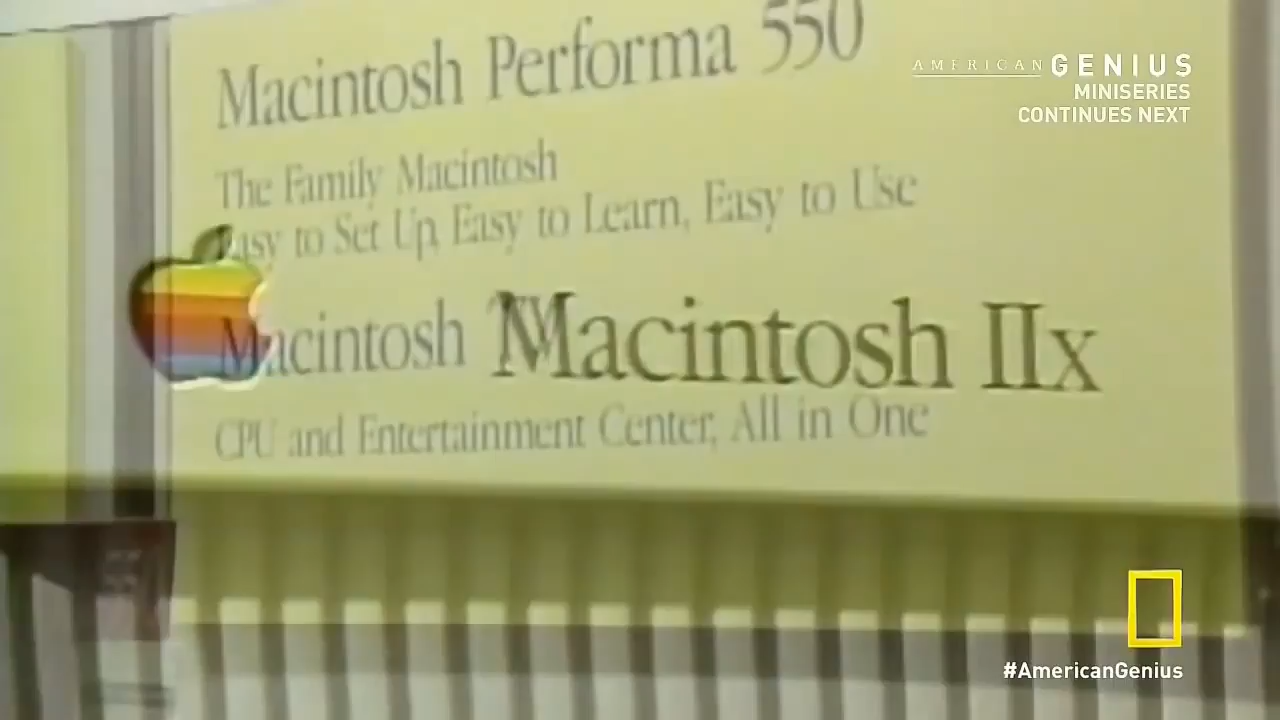 Macintosh Performa 550
AMERICAN GENIUS
MINISERIES
CONTINUES NEXT
The Family Macintosh
Easy to Set Up, Easy to Learn, Easy to Use
Macintosh
Macintosh IIx
CPU and Entertainment Center, All in One
#AmericanGenius